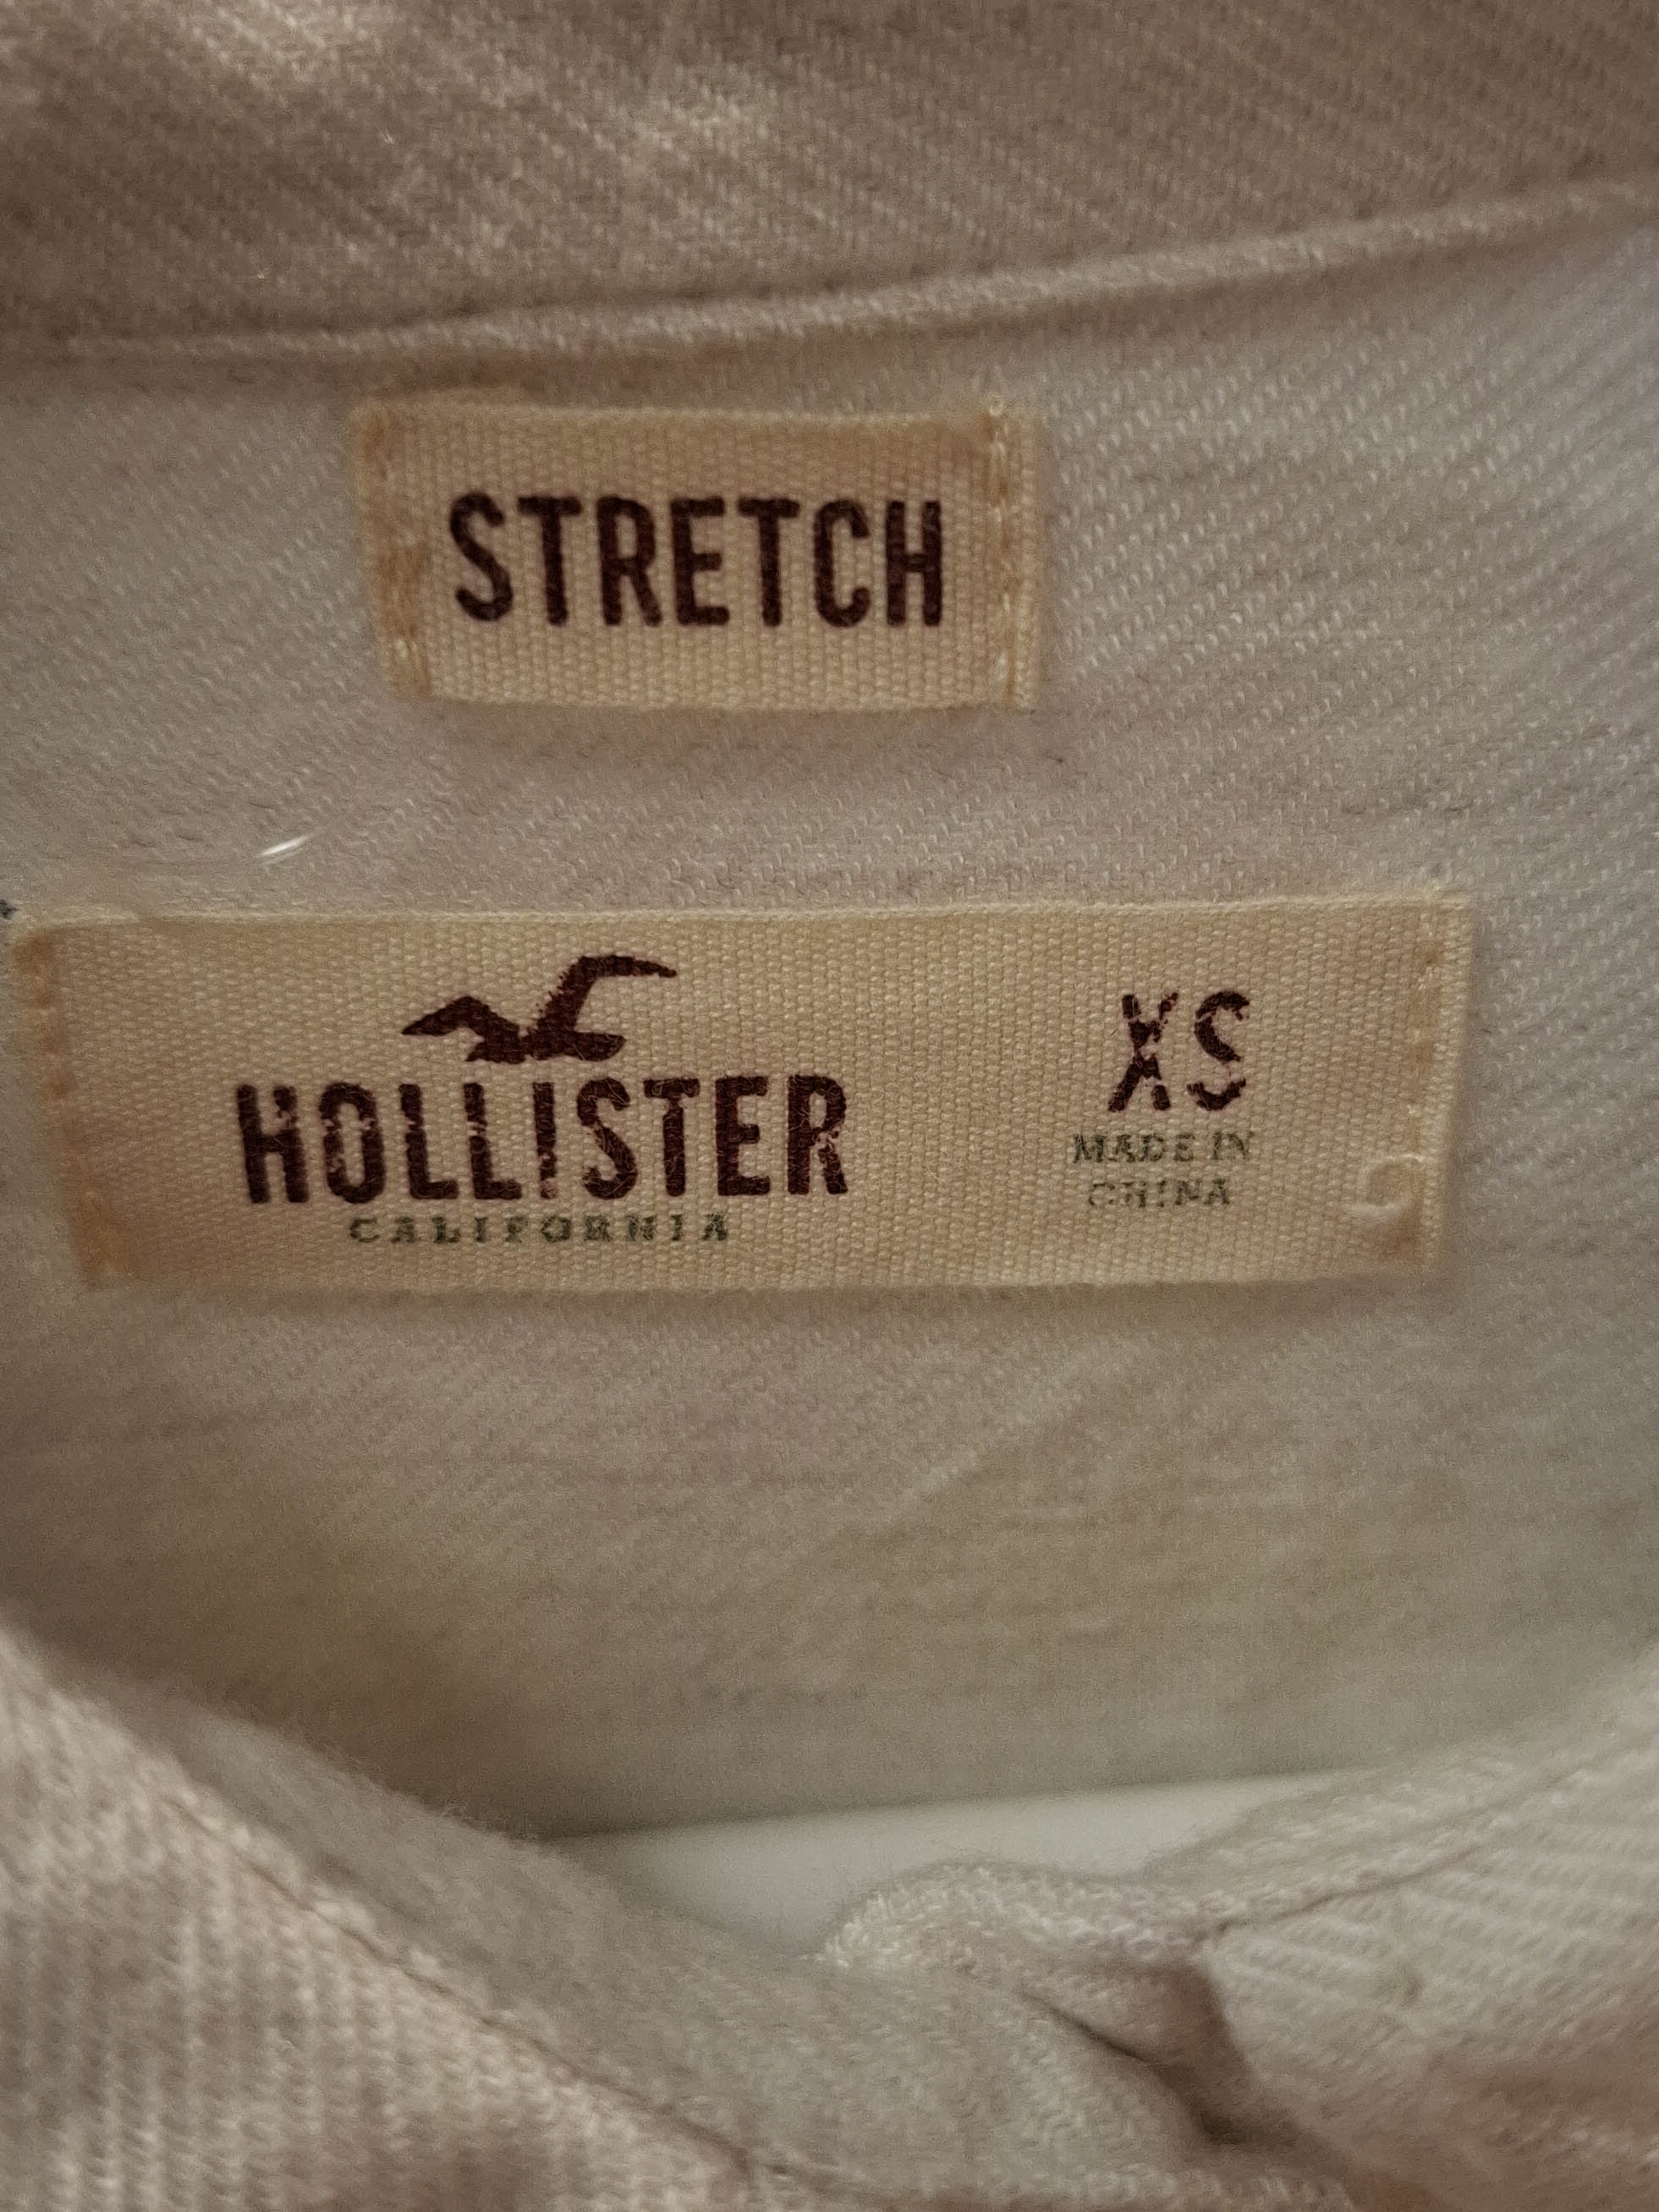 STRETCH
HOLLISTER
CALIFORNIA
XS
MADE IN
CHINA